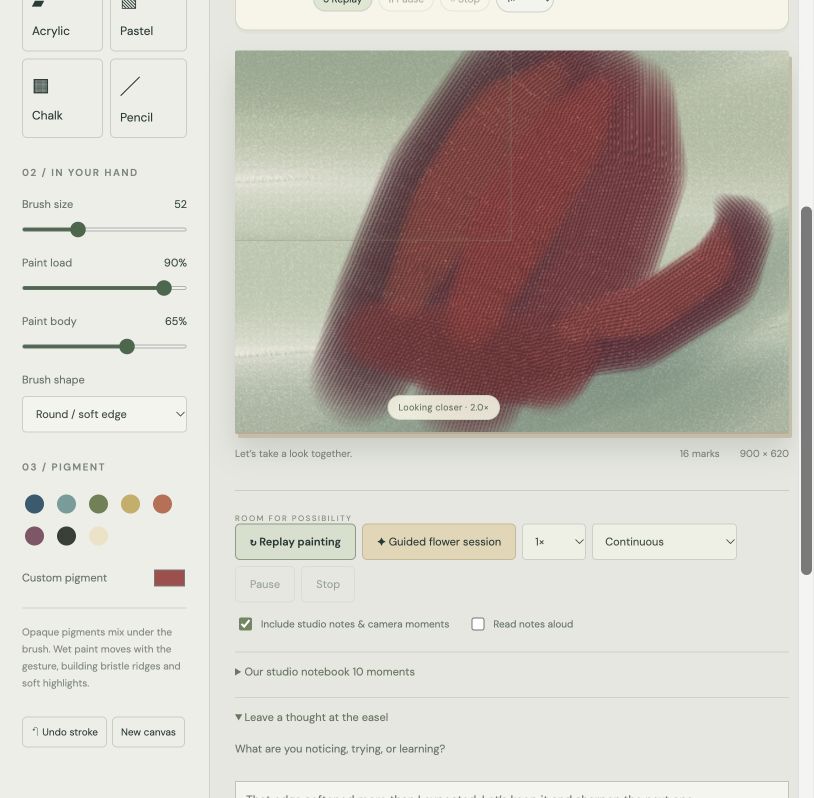 Acrylic
Pastel
Chalk
Pencil
02 / IN YOUR HAND
Brush size 52
Paint load 90%
Paint body 65%
Brush shape
Round / soft edge
03 / PIGMENT
Custom pigment
Opaque pigments mix under the
brush. Wet paint moves with the
gesture, building bristle ridges and
soft highlights.
Undo stroke
New canvas
Replay
Pause
Stop
Looking closer · 2.0×
Let's take a look together.
16 marks
900 × 620
ROOM FOR POSSIBILITY
↻ Replay painting
✦ Guided flower session
1×
Continuous
Pause
Stop
Include studio notes & camera moments
Read notes aloud
Our studio notebook 10 moments
Leave a thought at the easel
What are you noticing, trying, or learning?